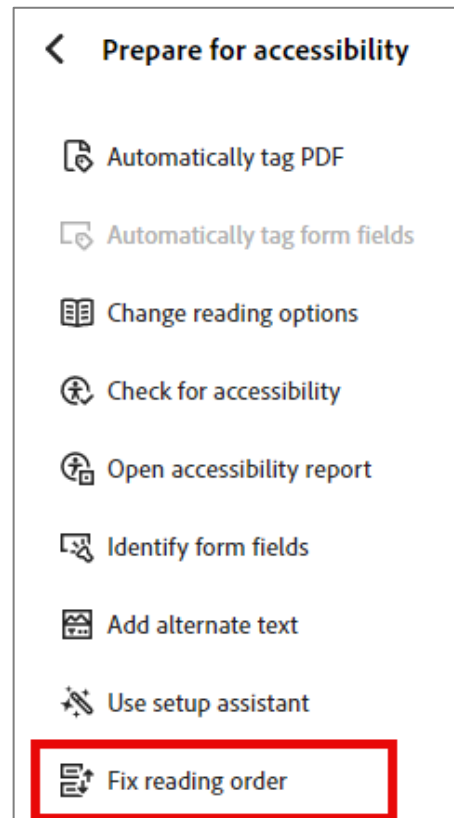 Prepare for accessibility
Automatically tag PDF
Automatically tag form fields
Change reading options
Check for accessibility
Open accessibility report
Identify form fields
Add alternate text
Use setup assistant
Fix reading order